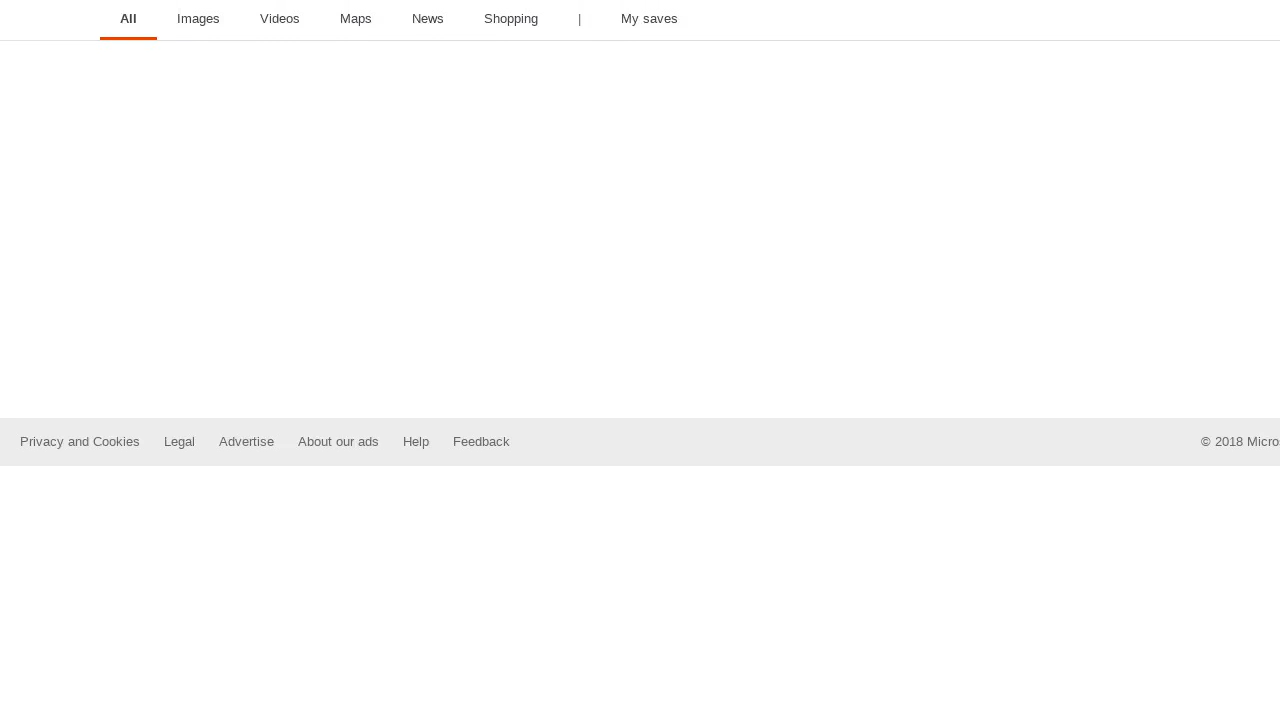 All Images Videos Maps News Shopping | My saves
Privacy and Cookies Legal Advertise About our ads Help Feedback © 2018